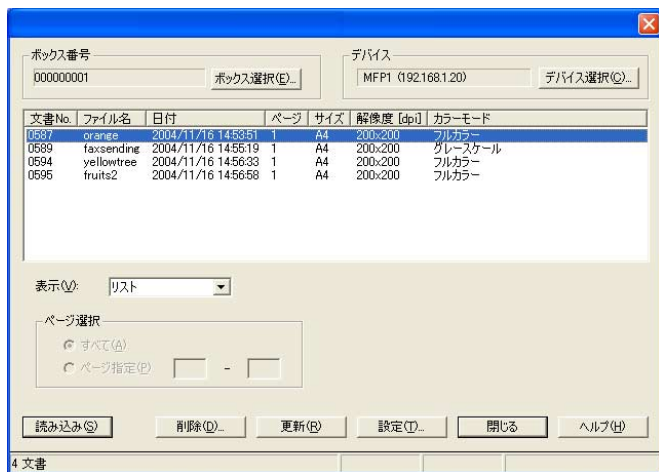 ボックス番号
デバイス
000000001
ボックス選択(E)...
MFP1 (192.168.1.20)
デバイス選択(C)...
文書No. ファイル名 日付 ページ サイズ 解像度 [dpi] カラーモード
0587 orange 2004/11/16 14:53:51 1 A4 200x200 フルカラー
0589 faxsending 2004/11/16 14:55:19 1 A4 200x200 グレースケール
0594 yellowtree 2004/11/16 14:56:33 1 A4 200x200 フルカラー
0595 fruits2 2004/11/16 14:56:58 1 A4 200x200 フルカラー
表示(V): リスト
ページ選択
すべて(A)
ページ指定(P) -
読み込み(S) 削除(D)... 更新(R) 設定(T)... 閉じる ヘルプ(H)
4 文書